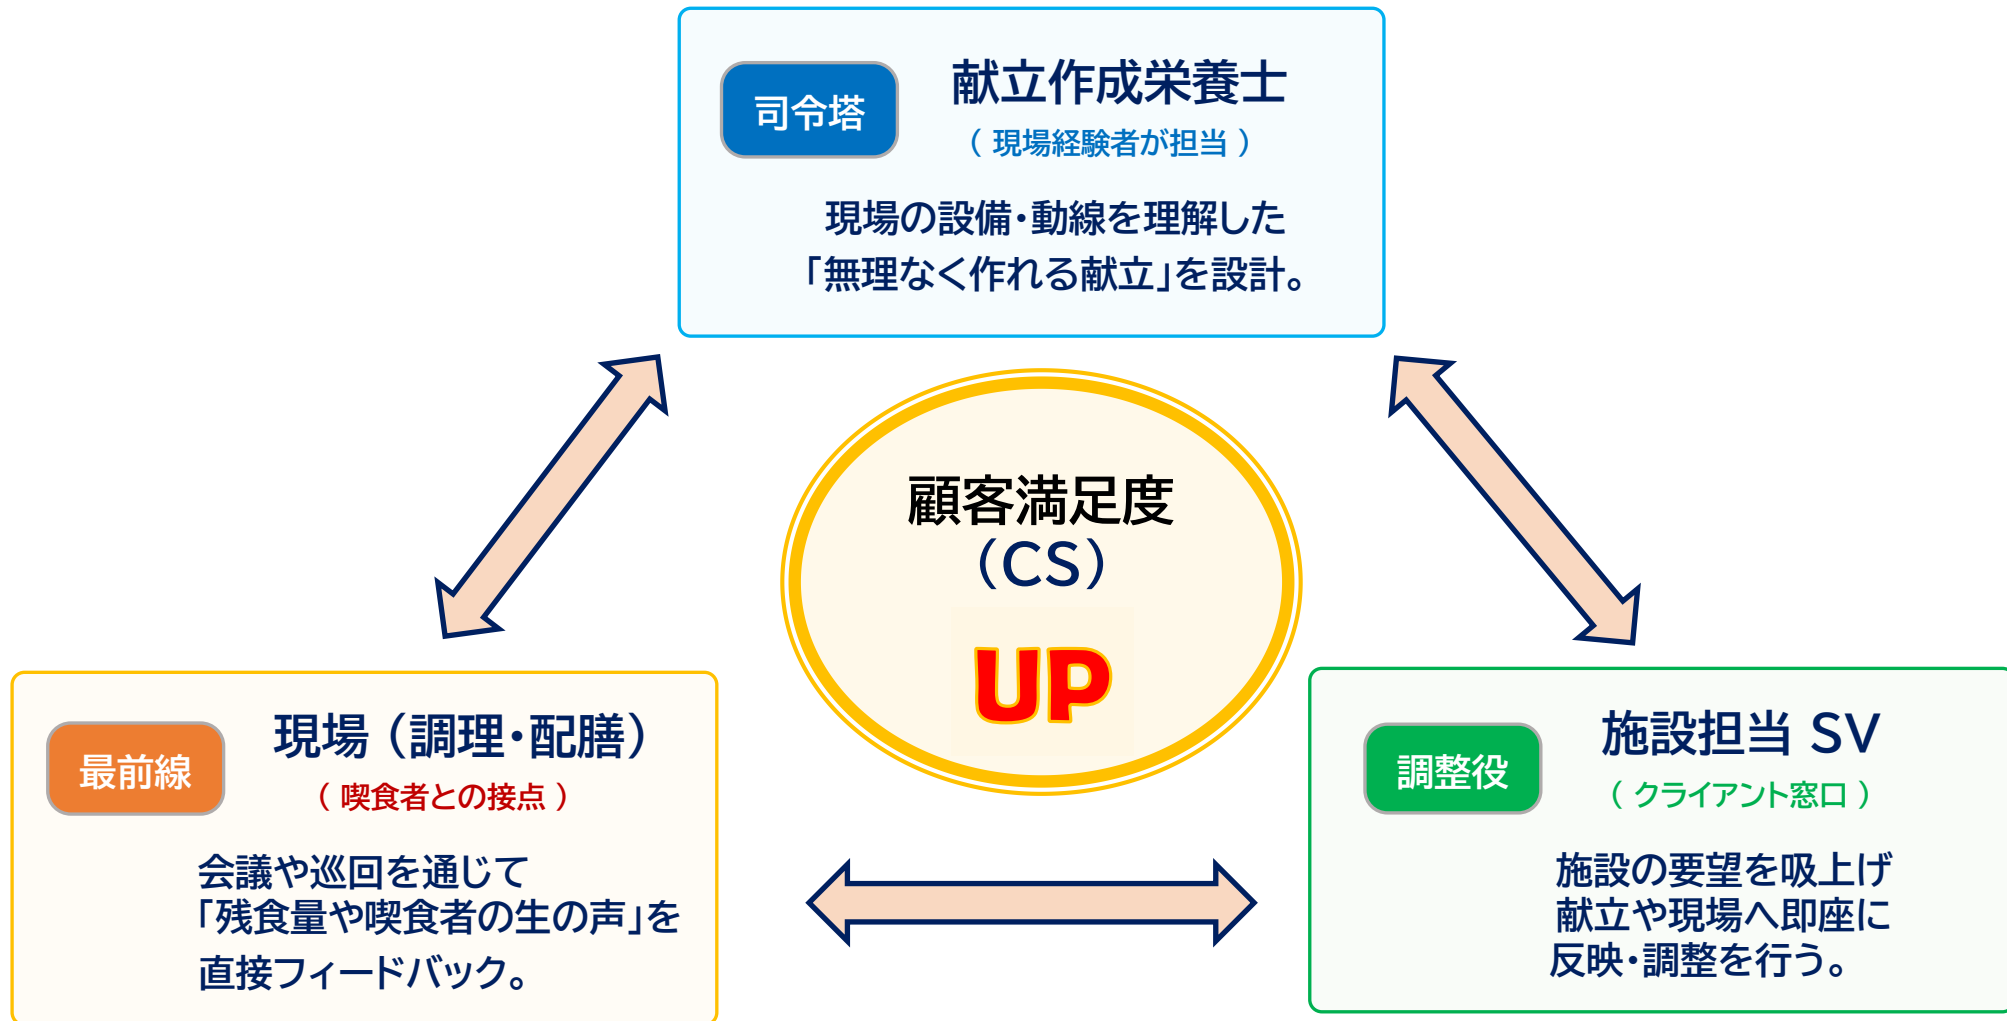 司令塔
献立作成栄養士
（ 現場経験者が担当 ）
現場の設備・動線を理解した
「無理なく作れる献立」を設計。
顧客満足度
（CS）
UP
最前線
現場（調理・配膳）
（ 喫食者との接点 ）
会議や巡回を通じて
「残食量や喫食者の生の声」を
直接フィードバック。
調整役
施設担当 SV
（ クライアント窓口 ）
施設の要望を吸上げ
献立や現場へ即座に
反映・調整を行う。